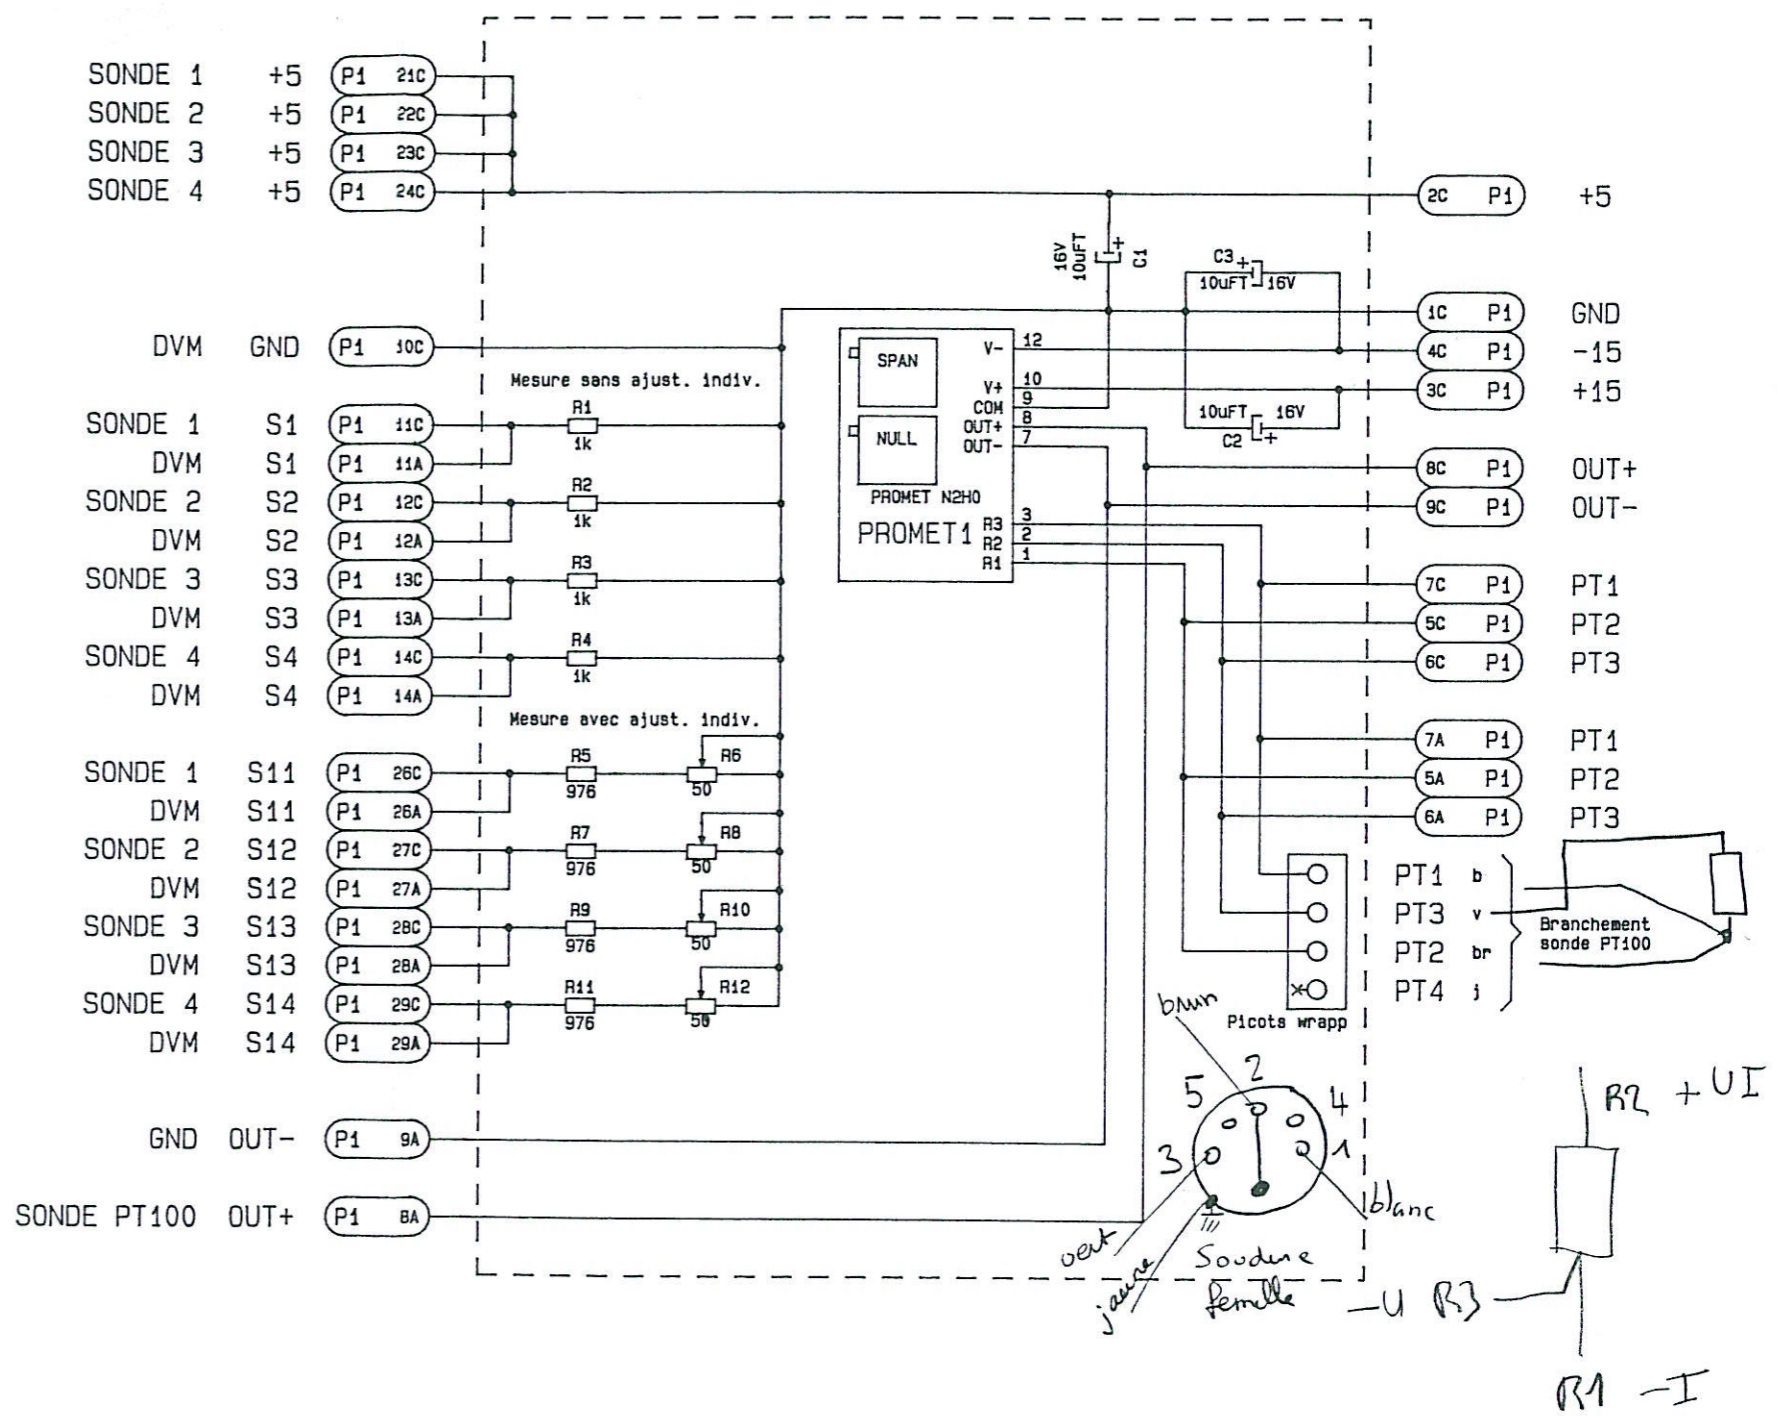 SONDE 1 +5 P1 21C
SONDE 2 +5 P1 22C
SONDE 3 +5 P1 23C
SONDE 4 +5 P1 24C
2C P1 +5
16V
10uFT
+
C1
C3 +
10uFT 16V
1C P1 GND
4C P1 -15
3C P1 +15
10uFT 16V
C2 +
DVM GND P1 10C
Mesure sans ajust. indiv.
SONDE 1 S1 P1 11C
R1
1k
DVM S1 P1 11A
SONDE 2 S2 P1 12C
R2
1k
DVM S2 P1 12A
SONDE 3 S3 P1 13C
R3
1k
DVM S3 P1 13A
SONDE 4 S4 P1 14C
R4
1k
DVM S4 P1 14A
SPAN
NULL
PROMET N2H0
PROMET1
V- 12
V+ 10
COM 9
OUT+ 8
OUT- 7
R3 3
R2 2
R1 1
8C P1 OUT+
9C P1 OUT-
7C P1 PT1
5C P1 PT2
6C P1 PT3
7A P1 PT1
5A P1 PT2
6A P1 PT3
Mesure avec ajust. indiv.
SONDE 1 S11 P1 26C
R5
976
R6
50
DVM S11 P1 26A
SONDE 2 S12 P1 27C
R7
976
R8
50
DVM S12 P1 27A
SONDE 3 S13 P1 28C
R9
976
R10
50
DVM S13 P1 28A
SONDE 4 S14 P1 29C
R11
976
R12
50
DVM S14 P1 29A
PT1 b
PT3 v
PT2 br
PT4 j
Branchement
sonde PT100
Picots wrapp
GND OUT- P1 9A
SONDE PT100 OUT+ P1 8A
brun
2
5
4
3
1
blanc
vert
jaune
Soudure
femelle
R2 +UI
-U R3
R1 -I